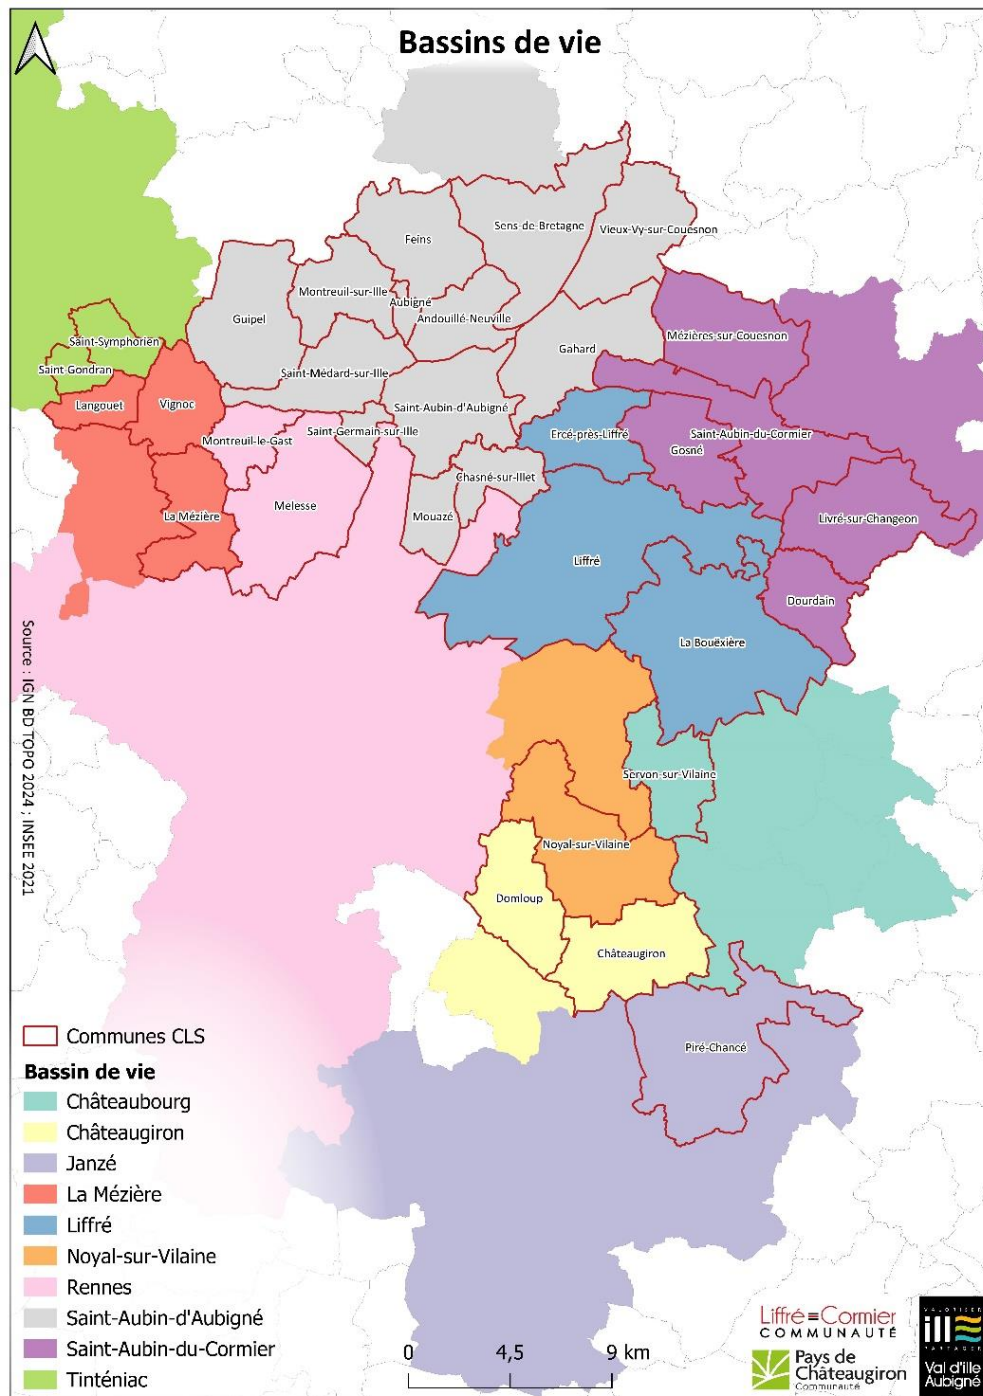 Bassins de vie
Sens-de-Bretagne
Vieux-Vy-sur-Couesnon
Feins
Montreuil-sur-Ille
Aubigné
Andouillé-Neuville
Guipel
Mézières-sur-Couesnon
Saint-Symphorien
Gahard
Saint-Gondran
Saint-Médard-sur-Ille
Langouet
Vignoc
Saint-Aubin-d'Aubigné
Saint-Germain-sur-Ille
Montreuil-le-Gast
Ercé-près-Liffré
Saint-Aubin-du-Cormier
Gosné
Chasné-sur-Illet
Melesse
La Mézière
Mouazé
Livré-sur-Changeon
Liffré
Dourdain
La Bouëxière
Servon-sur-Vilaine
Noyal-sur-Vilaine
Domloup
Châteaugiron
Piré-Chancé
Source : IGN BD TOPO 2024 ; INSEE 2021
Communes CLS
Bassin de vie
Châteaubourg
Châteaugiron
Janzé
La Mézière
Liffré
Noyal-sur-Vilaine
Rennes
Saint-Aubin-d'Aubigné
Saint-Aubin-du-Cormier
Tinténiac
0 4,5 9 km
Liffré Cormier
COMMUNAUTÉ
Pays de
Châteaugiron
Communauté
VALORISER
ill
PARTAGER
Val d'ille
Aubigné